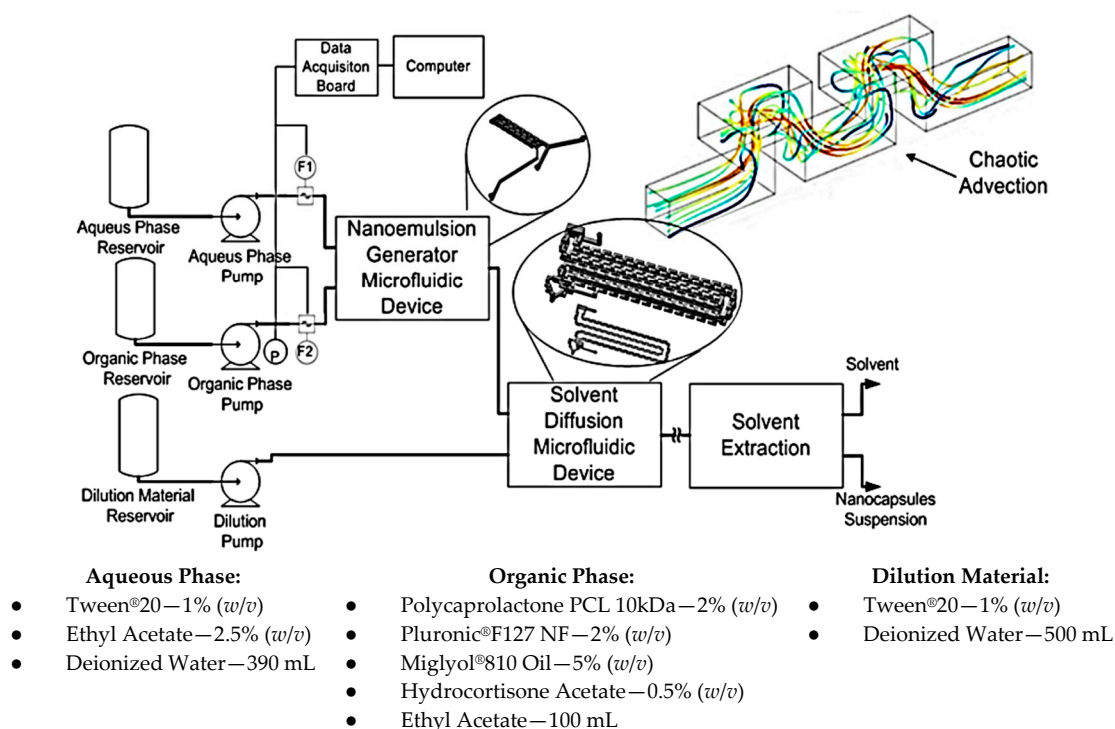 Data
Acquisiton
Board
Computer
F1
Chaotic
Advection
Aqueus Phase
Reservoir
Aqueus Phase
Pump
Nanoemulsion
Generator
Microfluidic
Device
Organic Phase
Reservoir
Organic Phase
Pump
P
F2
Solvent
Diffusion
Microfluidic
Device
Solvent
Extraction
Solvent
Nanocapsules
Suspension
Dilution Material
Reservoir
Dilution
Pump
Aqueous Phase:
● Tween®20—1% (w/v)
● Ethyl Acetate—2.5% (w/v)
● Deionized Water—390 mL
Organic Phase:
● Polycaprolactone PCL 10kDa—2% (w/v)
● Pluronic®F127 NF—2% (w/v)
● Miglyol®810 Oil—5% (w/v)
● Hydrocortisone Acetate—0.5% (w/v)
● Ethyl Acetate—100 mL
Dilution Material:
● Tween®20—1% (w/v)
● Deionized Water—500 mL